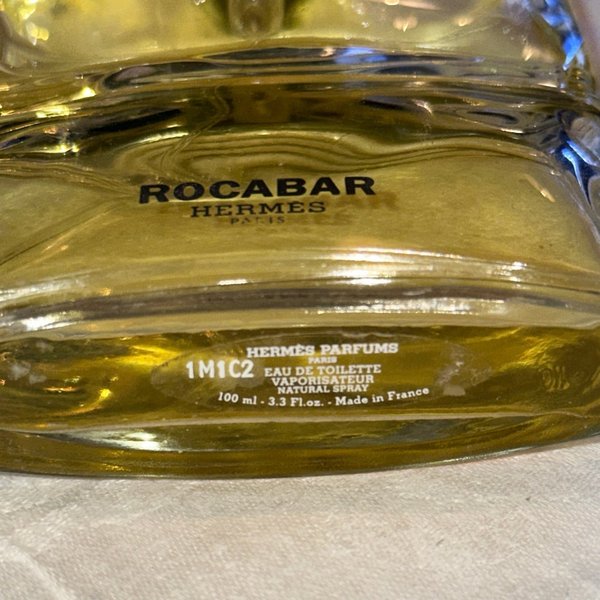 ROCABAR
HERMÈS
PARIS
HERMÈS PARFUMS
PARIS
1M1C2
EAU DE TOILETTE
VAPORISATEUR
NATURAL SPRAY
100 ml - 3.3 Fl.oz. - Made in France